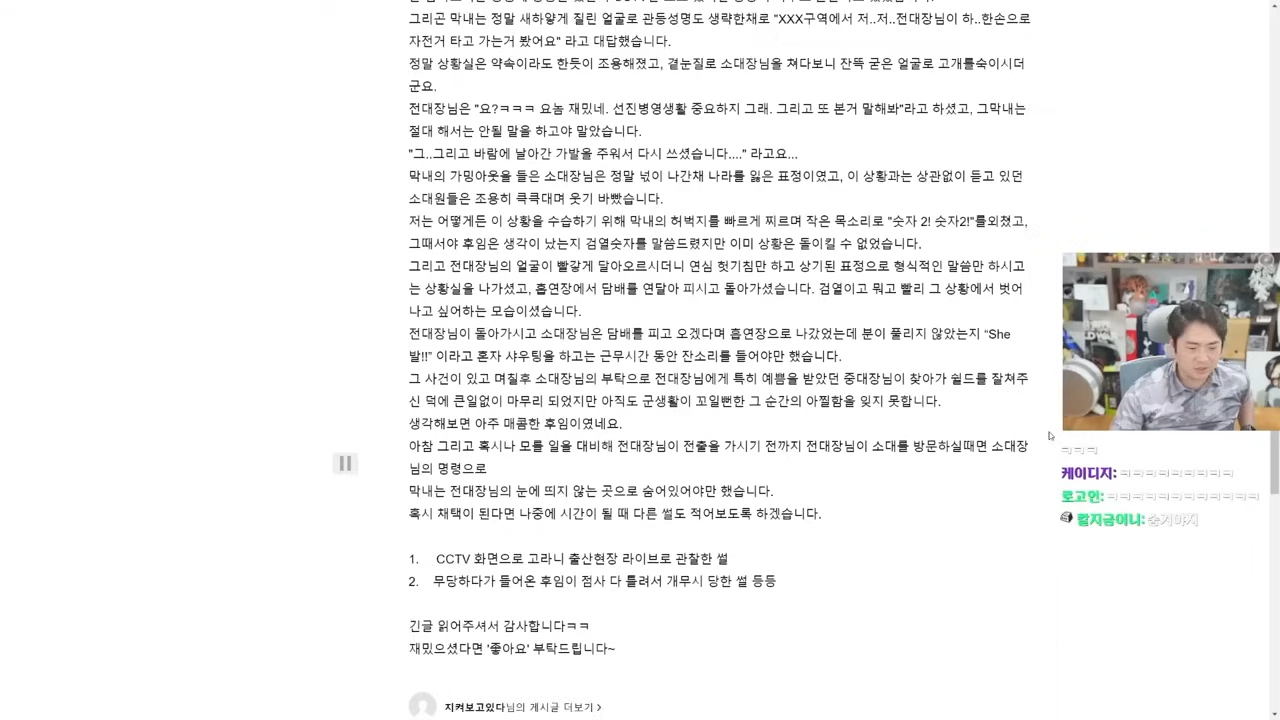 그리곤 막내는 정말 새하얗게 질린 얼굴로 관등성명도 생략한채로 "XXX구역에서 저..저..전대장님이 하..한손으로
자전거 타고 가는거 봤어요" 라고 대답했습니다.
정말 상황실은 약속이라도 한듯이 조용해졌고, 곁눈질로 소대장님을 쳐다보니 잔뜩 굳은 얼굴로 고개를숙이시더
군요.
전대장님은 "요?ㅋㅋㅋ 요놈 재밌네. 선진병영생활 중요하지 그래. 그리고 또 본거 말해봐"라고 하셨고, 그막내는
절대 해서는 안될 말을 하고야 말았습니다.
"그..그리고 바람에 날아간 가발을 주워서 다시 쓰셨습니다...." 라고요...
막내의 가밍아웃을 들은 소대장님은 정말 넋이 나간채 나라를 잃은 표정이였고, 이 상황과는 상관없이 듣고 있던
소대원들은 조용히 큭큭대며 웃기 바빴습니다.
저는 어떻게든 이 상황을 수습하기 위해 막내의 허벅지를 빠르게 찌르며 작은 목소리로 "숫자 2! 숫자2!"를외쳤고,
그때서야 후임은 생각이 났는지 검열숫자를 말씀드렸지만 이미 상황은 돌이킬 수 없었습니다.
그리고 전대장님의 얼굴이 빨갛게 달아오르시더니 연심 헛기침만 하고 상기된 표정으로 형식적인 말씀만 하시고
는 상황실을 나가셨고, 흡연장에서 담배를 연달아 피시고 돌아가셨습니다. 검열이고 뭐고 빨리 그 상황에서 벗어
나고 싶어하는 모습이셨습니다.
전대장님이 돌아가시고 소대장님은 담배를 피고 오겠다며 흡연장으로 나갔었는데 분이 풀리지 않았는지 “She
발!!” 이라고 혼자 샤우팅을 하고는 근무시간 동안 잔소리를 들어야만 했습니다.
그 사건이 있고 며칠후 소대장님의 부탁으로 전대장님에게 특히 예쁨을 받았던 중대장님이 찾아가 쉴드를 잘쳐주
신 덕에 큰일없이 마무리 되었지만 아직도 군생활이 꼬일뻔한 그 순간의 아찔함을 잊지 못합니다.
생각해보면 아주 매콤한 후임이였네요.
아참 그리고 혹시나 모를 일을 대비해 전대장님이 전출을 가시기 전까지 전대장님이 소대를 방문하실때면 소대장
님의 명령으로
막내는 전대장님의 눈에 띄지 않는 곳으로 숨어있어야만 했습니다.
혹시 채택이 된다면 나중에 시간이 될 때 다른 썰도 적어보도록 하겠습니다.
1. CCTV 화면으로 고라니 출산현장 라이브로 관찰한 썰
2. 무당하다가 들어온 후임이 점사 다 틀려서 개무시 당한 썰 등등
긴글 읽어주셔서 감사합니다ㅋㅋ
재밌으셨다면 '좋아요' 부탁드립니다~
지켜보고있다님의 게시글 더보기 >
ㅋㅋㅋ
케이디지: ㅋㅋㅋㅋㅋㅋㅋㅋㅋ
로고인: ㅋㅋㅋㅋㅋㅋㅋㅋㅋㅋㅋㅋ
칼지금이니: 숨겨야지